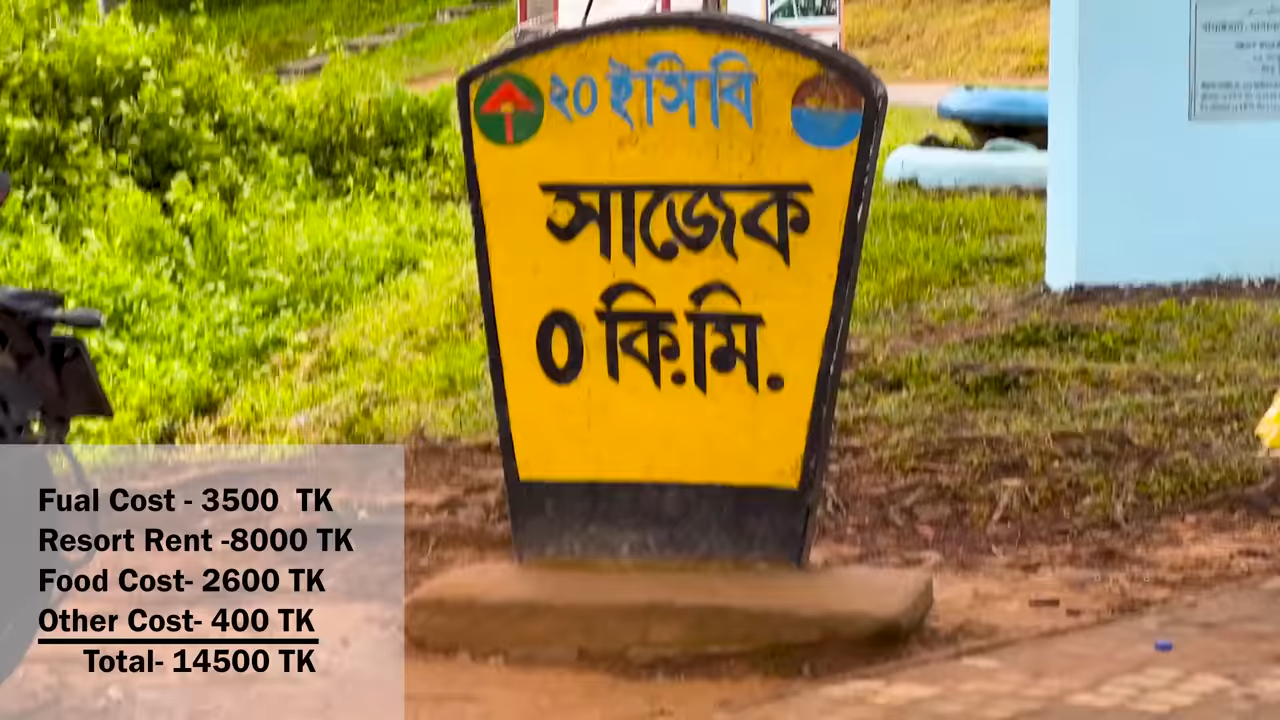 ২০ ইসিবি
সাজেক
0 কি.মি.
Fual Cost - 3500 TK
Resort Rent -8000 TK
Food Cost- 2600 TK
Other Cost- 400 TK
Total- 14500 TK